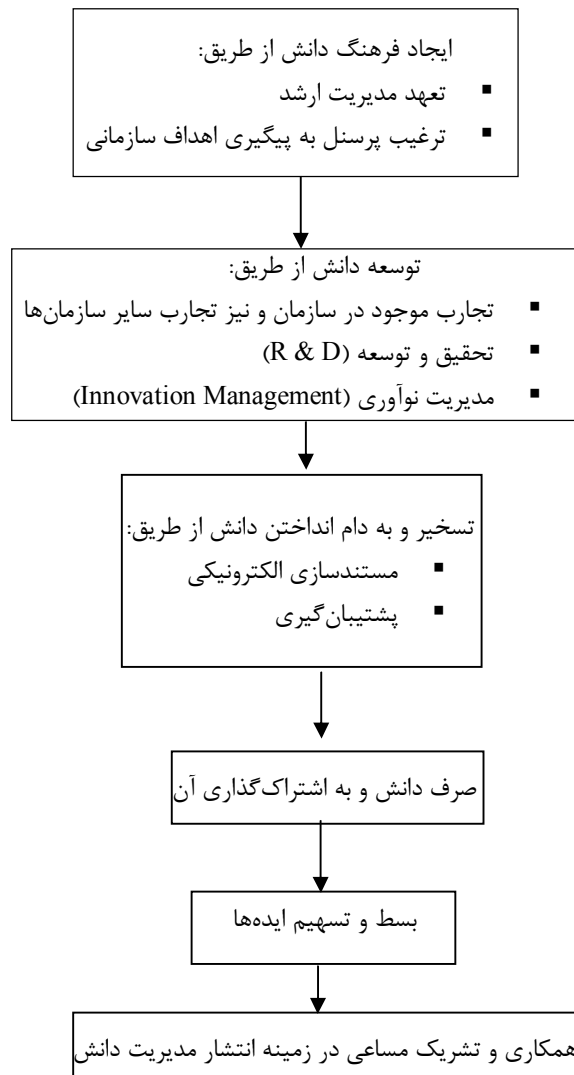 ایجاد فرهنگ دانش از طریق:
▪ تعهد مدیریت ارشد
▪ ترغیب پرسنل به پیگیری اهداف سازمانی
توسعه دانش از طریق:
▪ تجارب موجود در سازمان و نیز تجارب سایر سازمان‌ها
▪ تحقیق و توسعه (R & D)
▪ مدیریت نوآوری (Innovation Management)
تسخیر و به دام انداختن دانش از طریق:
▪ مستندسازی الکترونیکی
▪ پشتیبان‌گیری
صرف دانش و به اشتراک‌گذاری آن
بسط و تسهیم ایده‌ها
همکاری و تشریک مساعی در زمینه انتشار مدیریت دانش